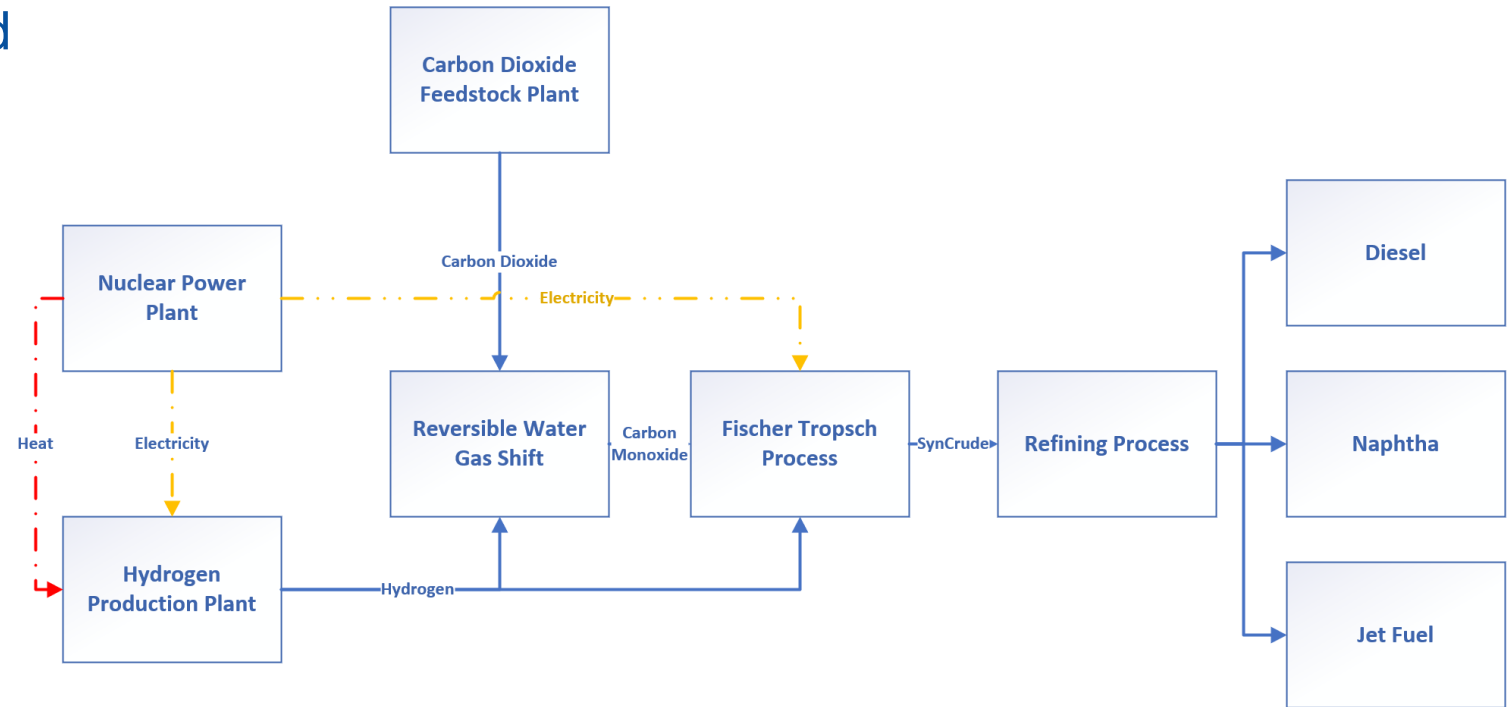 d
Carbon Dioxide
Feedstock Plant
Carbon Dioxide
Nuclear Power
Plant
Electricity
Diesel
Heat
Electricity
Reversible Water
Gas Shift
Carbon
Monoxide
Fischer Tropsch
Process
SynCrude
Refining Process
Naphtha
Hydrogen
Production Plant
Hydrogen
Jet Fuel